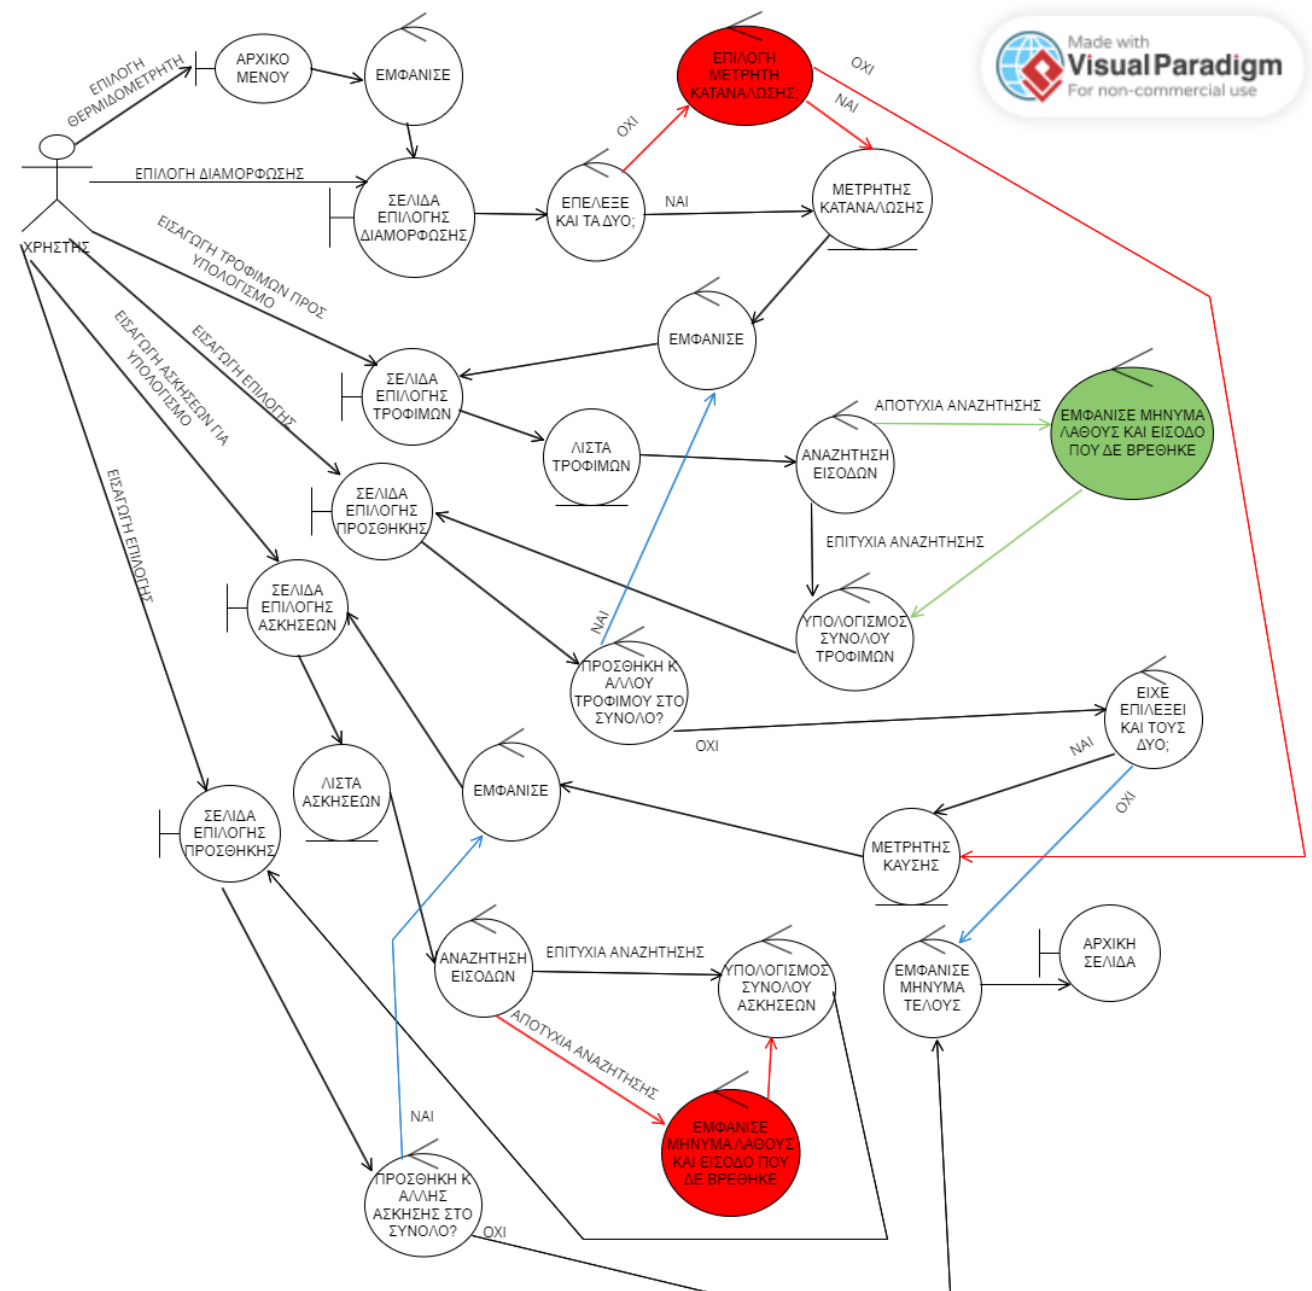 Made with
Visual Paradigm
For non-commercial use
ΕΠΙΛΟΓΗ
ΘΕΡΜΙΔΟΜΕΤΡΗΤΗ
ΑΡΧΙΚΟ
ΜΕΝΟΥ
ΕΜΦΑΝΙΣΕ
ΕΠΙΛΟΓΗ
ΜΕΤΡΗΤΗ
ΚΑΤΑΝΑΛΩΣΗΣ;
ΟΧΙ
ΝΑΙ
ΟΧΙ
ΕΠΙΛΟΓΗ ΔΙΑΜΟΡΦΩΣΗΣ
ΣΕΛΙΔΑ
ΕΠΙΛΟΓΗΣ
ΔΙΑΜΟΡΦΩΣΗΣ
ΕΠΕΛΕΞΕ
ΚΑΙ ΤΑ ΔΥΟ;
ΝΑΙ
ΜΕΤΡΗΤΗΣ
ΚΑΤΑΝΑΛΩΣΗΣ
ΧΡΗΣΤΗΣ
ΕΙΣΑΓΩΓΗ ΤΡΟΦΙΜΩΝ ΠΡΟΣ
ΥΠΟΛΟΓΙΣΜΟ
ΕΜΦΑΝΙΣΕ
ΕΙΣΑΓΩΓΗ ΕΠΙΛΟΓΗΣ
ΕΙΣΑΓΩΓΗ ΑΣΚΗΣΕΩΝ ΓΙΑ
ΥΠΟΛΟΓΙΣΜΟ
ΣΕΛΙΔΑ
ΕΠΙΛΟΓΗΣ
ΤΡΟΦΙΜΩΝ
ΑΠΟΤΥΧΙΑ ΑΝΑΖΗΤΗΣΗΣ
ΕΜΦΑΝΙΣΕ ΜΗΝΥΜΑ
ΛΑΘΟΥΣ ΚΑΙ ΕΙΣΟΔΟ
ΠΟΥ ΔΕ ΒΡΕΘΗΚΕ
ΛΙΣΤΑ
ΤΡΟΦΙΜΩΝ
ΑΝΑΖΗΤΗΣΗ
ΕΙΣΟΔΩΝ
ΕΙΣΑΓΩΓΗ ΕΠΙΛΟΓΗΣ
ΣΕΛΙΔΑ
ΕΠΙΛΟΓΗΣ
ΠΡΟΣΘΗΚΗΣ
ΕΠΙΤΥΧΙΑ ΑΝΑΖΗΤΗΣΗΣ
ΣΕΛΙΔΑ
ΕΠΙΛΟΓΗΣ
ΑΣΚΗΣΕΩΝ
ΝΑΙ
ΥΠΟΛΟΓΙΣΜΟΣ
ΣΥΝΟΛΟΥ
ΤΡΟΦΙΜΩΝ
ΠΡΟΣΘΗΚΗ Κ
ΑΛΛΟΥ
ΤΡΟΦΙΜΟΥ ΣΤΟ
ΣΥΝΟΛΟ?
ΟΧΙ
ΕΙΧΕ
ΕΠΙΛΕΞΕΙ
ΚΑΙ ΤΟΥΣ
ΔΥΟ;
ΝΑΙ
ΟΧΙ
ΛΙΣΤΑ
ΑΣΚΗΣΕΩΝ
ΕΜΦΑΝΙΣΕ
ΣΕΛΙΔΑ
ΕΠΙΛΟΓΗΣ
ΠΡΟΣΘΗΚΗΣ
ΜΕΤΡΗΤΗΣ
ΚΑΥΣΗΣ
ΑΝΑΖΗΤΗΣΗ
ΕΙΣΟΔΩΝ
ΕΠΙΤΥΧΙΑ ΑΝΑΖΗΤΗΣΗΣ
ΥΠΟΛΟΓΙΣΜΟΣ
ΣΥΝΟΛΟΥ
ΑΣΚΗΣΕΩΝ
ΕΜΦΑΝΙΣΕ
ΜΗΝΥΜΑ
ΤΕΛΟΥΣ
ΑΡΧΙΚΗ
ΣΕΛΙΔΑ
ΑΠΟΤΥΧΙΑ ΑΝΑΖΗΤΗΣΗΣ
ΝΑΙ
ΕΜΦΑΝΙΣΕ
ΜΗΝΥΜΑ ΛΑΘΟΥΣ
ΚΑΙ ΕΙΣΟΔΟ ΠΟΥ
ΔΕ ΒΡΕΘΗΚΕ
ΠΡΟΣΘΗΚΗ Κ
ΑΛΛΗΣ
ΑΣΚΗΣΗΣ ΣΤΟ
ΣΥΝΟΛΟ?
ΟΧΙ